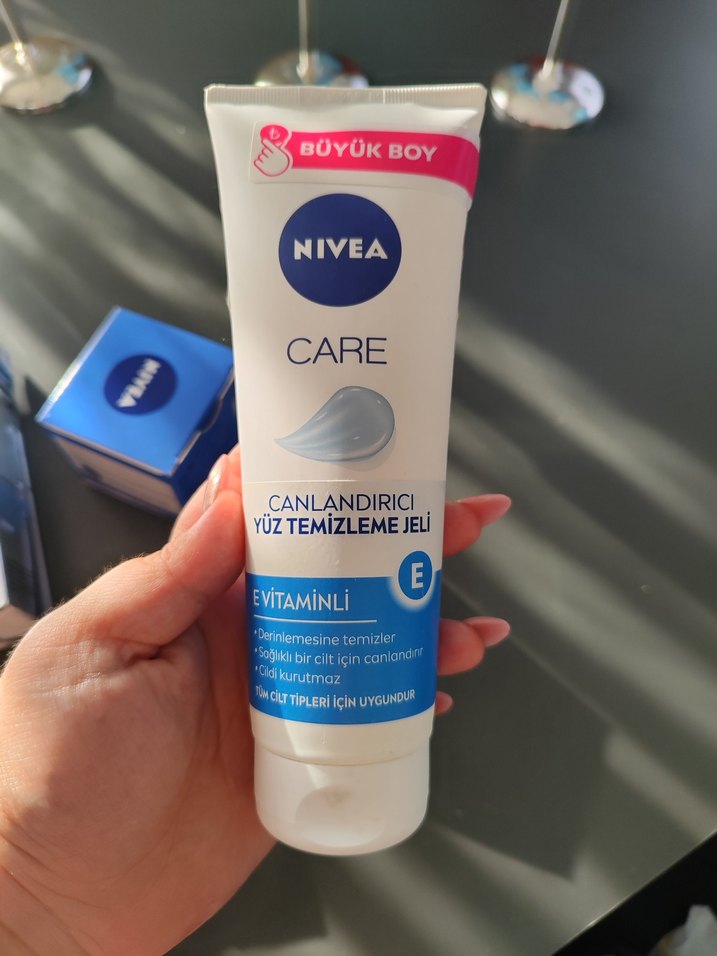 BÜYÜK BOY
NIVEA
CARE
NIVEA
CANLANDIRICI
YÜZ TEMİZLEME JELİ
E
E VİTAMİNLİ
• Derinlemesine temizler
• Sağlıklı bir cilt için canlandırır
• Cildi kurutmaz
TÜM CİLT TİPLERİ İÇİN UYGUNDUR